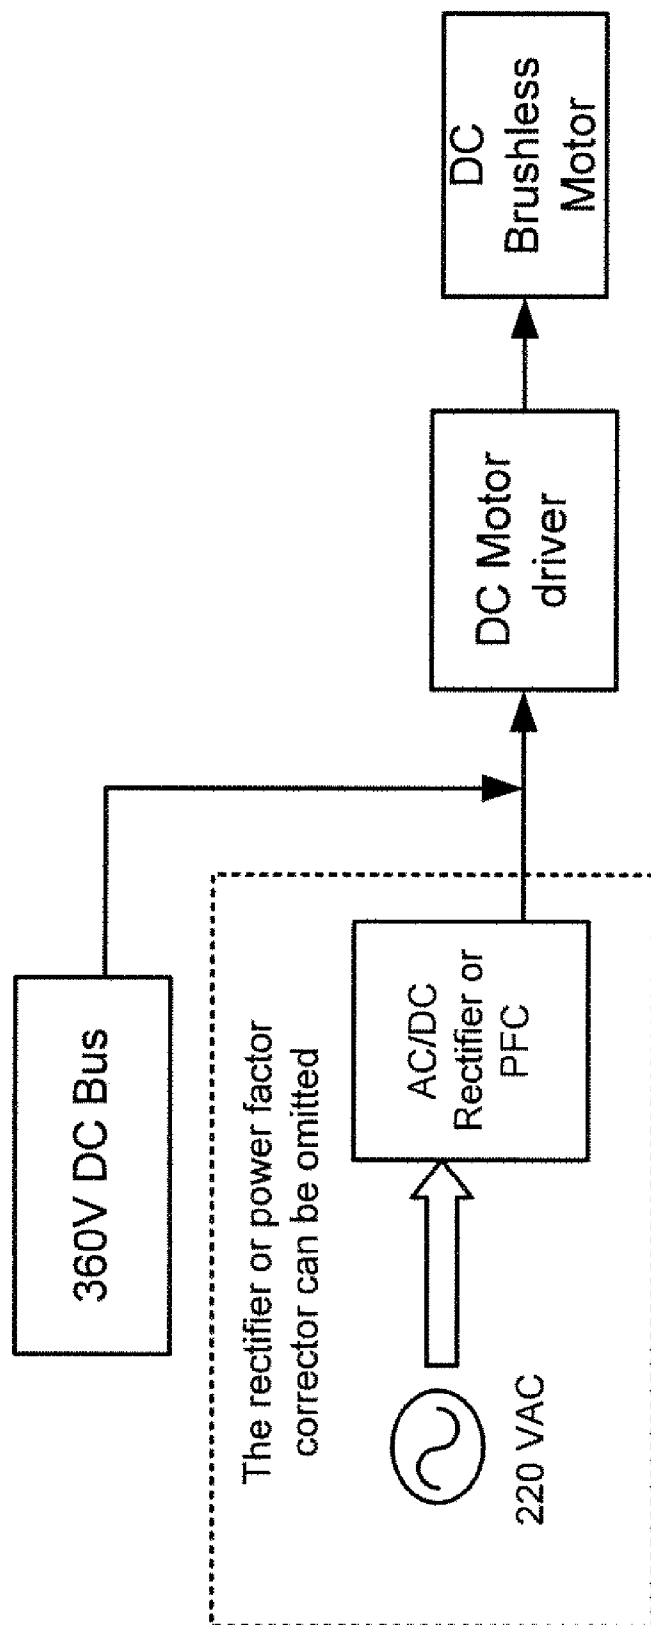 360V DC Bus
The rectifier or power factor
corrector can be omitted
220 VAC
AC/DC
Rectifier or
PFC
DC Motor
driver
DC
Brushless
Motor